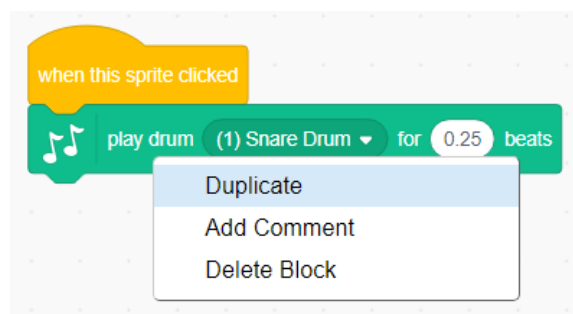 when this sprite clicked
play drum (1) Snare Drum for 0.25 beats
Duplicate
Add Comment
Delete Block